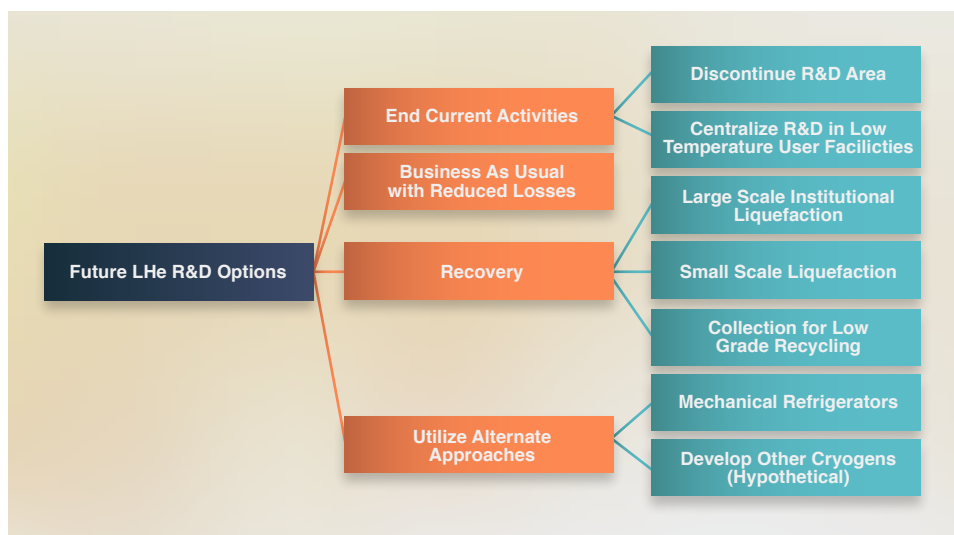 Future LHe R&D Options
End Current Activities
Business As Usual
with Reduced Losses
Recovery
Utilize Alternate
Approaches
Discontinue R&D Area
Centralize R&D in Low
Temperature User Facilicties
Large Scale Institutional
Liquefaction
Small Scale Liquefaction
Collection for Low
Grade Recycling
Mechanical Refrigerators
Develop Other Cryogens
(Hypothetical)